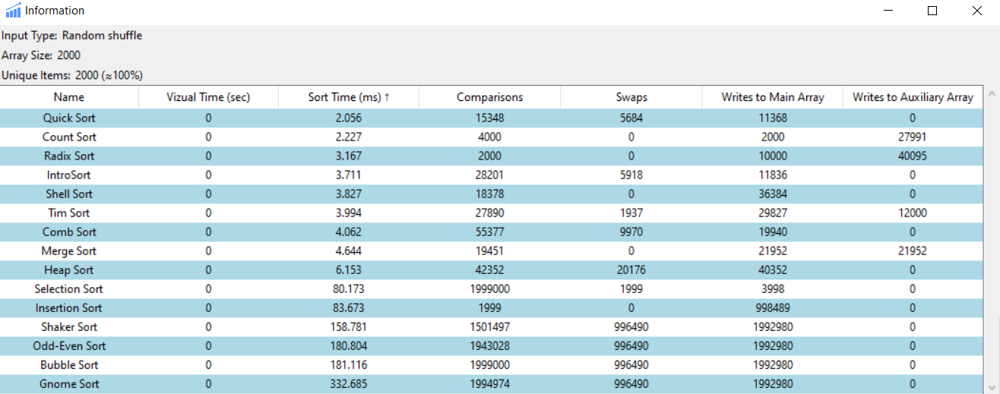 Information
Input Type: Random shuffle
Array Size: 2000
Unique Items: 2000 (≈100%)
Name Vizual Time (sec) Sort Time (ms) ↑ Comparisons Swaps Writes to Main Array Writes to Auxiliary Array
Quick Sort 0 2.056 15348 5684 11368 0
Count Sort 0 2.227 4000 0 2000 27991
Radix Sort 0 3.167 2000 0 10000 40095
IntroSort 0 3.711 28201 5918 11836 0
Shell Sort 0 3.827 18378 0 36384 0
Tim Sort 0 3.994 27890 1937 29827 12000
Comb Sort 0 4.062 55377 9970 19940 0
Merge Sort 0 4.644 19451 0 21952 21952
Heap Sort 0 6.153 42352 20176 40352 0
Selection Sort 0 80.173 1999000 1999 3998 0
Insertion Sort 0 83.673 1999 0 998489 0
Shaker Sort 0 158.781 1501497 996490 1992980 0
Odd-Even Sort 0 180.804 1943028 996490 1992980 0
Bubble Sort 0 181.116 1999000 996490 1992980 0
Gnome Sort 0 332.685 1994974 996490 1992980 0